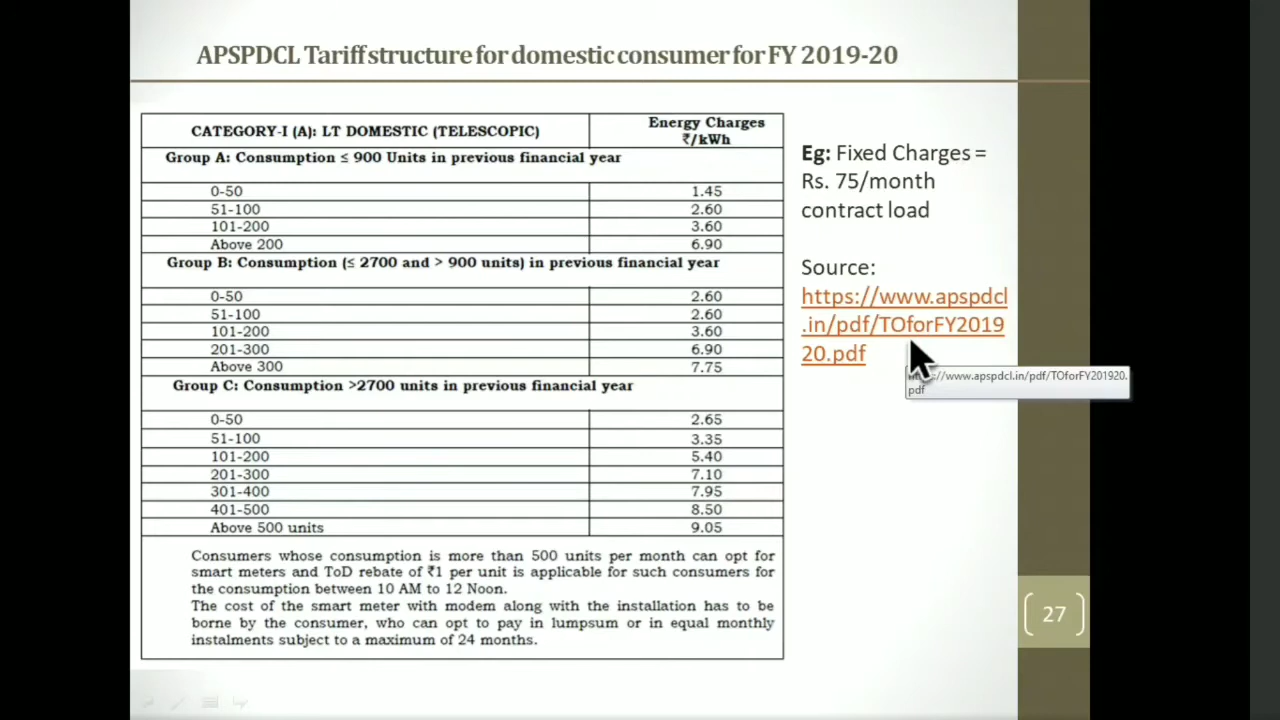 APSPDCL Tariff structure for domestic consumer for FY 2019-20
CATEGORY-I (A): LT DOMESTIC (TELESCOPIC) Energy Charges ₹/kWh
Group A: Consumption ≤ 900 Units in previous financial year
0-50 1.45
51-100 2.60
101-200 3.60
Above 200 6.90
Group B: Consumption (≤ 2700 and > 900 units) in previous financial year
0-50 2.60
51-100 2.60
101-200 3.60
201-300 6.90
Above 300 7.75
Group C: Consumption >2700 units in previous financial year
0-50 2.65
51-100 3.35
101-200 5.40
201-300 7.10
301-400 7.95
401-500 8.50
Above 500 units 9.05
Consumers whose consumption is more than 500 units per month can opt for
smart meters and ToD rebate of ₹1 per unit is applicable for such consumers for
the consumption between 10 AM to 12 Noon.
The cost of the smart meter with modem along with the installation has to be
borne by the consumer, who can opt to pay in lumpsum or in equal monthly
instalments subject to a maximum of 24 months.
Eg: Fixed Charges =
Rs. 75/month
contract load
Source:
https://www.apspdcl
.in/pdf/TOforFY2019
20.pdf
//www.apspdcl.in/pdf/TOforFY201920.
pdf
27